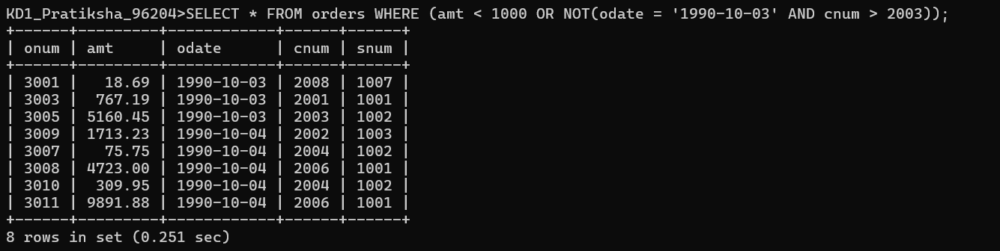 KD1_Pratiksha_96204>SELECT * FROM orders WHERE (amt < 1000 OR NOT(odate = '1990-10-03' AND cnum > 2003));
+------+---------+------------+------+------+
| onum | amt     | odate      | cnum | snum |
+------+---------+------------+------+------+
| 3001 |   18.69 | 1990-10-03 | 2008 | 1007 |
| 3003 |  767.19 | 1990-10-03 | 2001 | 1001 |
| 3005 | 5160.45 | 1990-10-03 | 2003 | 1002 |
| 3009 | 1713.23 | 1990-10-04 | 2002 | 1003 |
| 3007 |   75.75 | 1990-10-04 | 2004 | 1002 |
| 3008 | 4723.00 | 1990-10-04 | 2006 | 1001 |
| 3010 |  309.95 | 1990-10-04 | 2004 | 1002 |
| 3011 | 9891.88 | 1990-10-04 | 2006 | 1001 |
+------+---------+------------+------+------+
8 rows in set (0.251 sec)